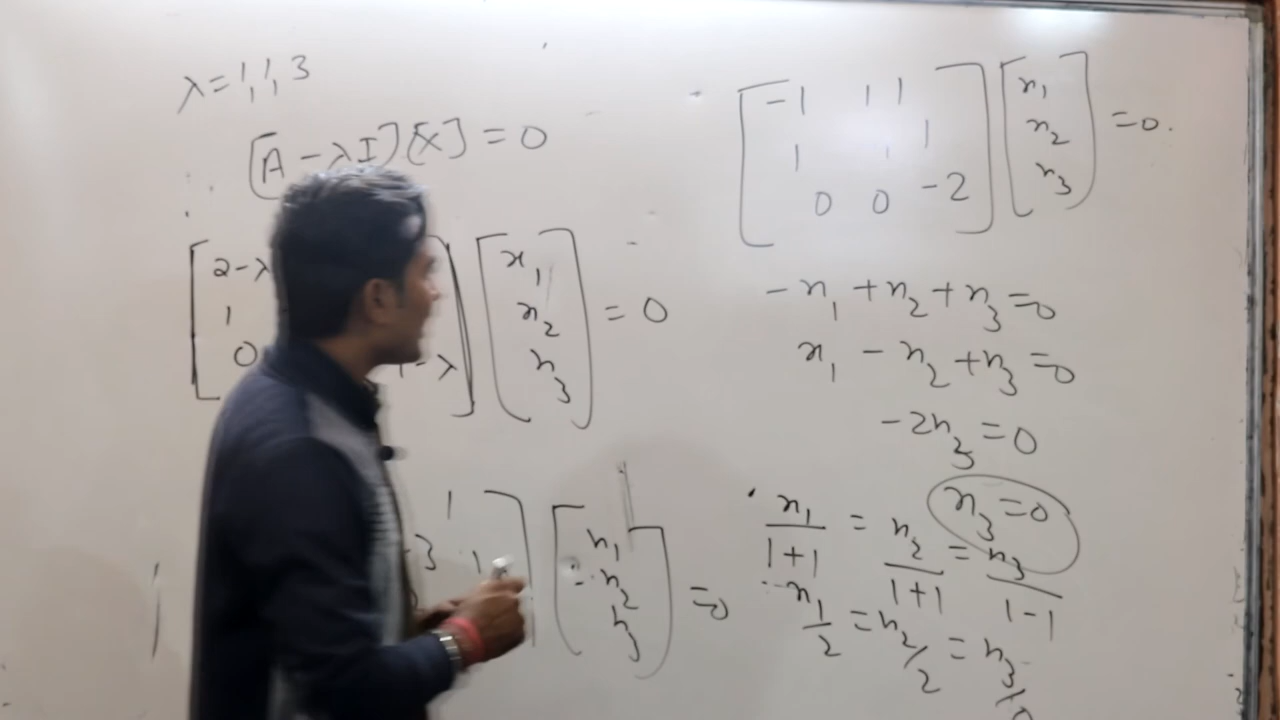 λ = 1, 1, 3
∴ [A - λI] [X] = 0
[2-λ
1
0 1-λ] [x₁
x₂
x₃] = 0
1
-3 1] [x₁
x₂
x₃] = 0
[-1 1 1
1 1
0 0 -2] [x₁
x₂
x₃] = 0.
-x₁ + x₂ + x₃ = 0
x₁ - x₂ + x₃ = 0
-2x₃ = 0
x₃ = 0
x₁/1+1 = x₂/1+1 = x₃/1-1
x₁/2 = x₂/2 = x₃/0